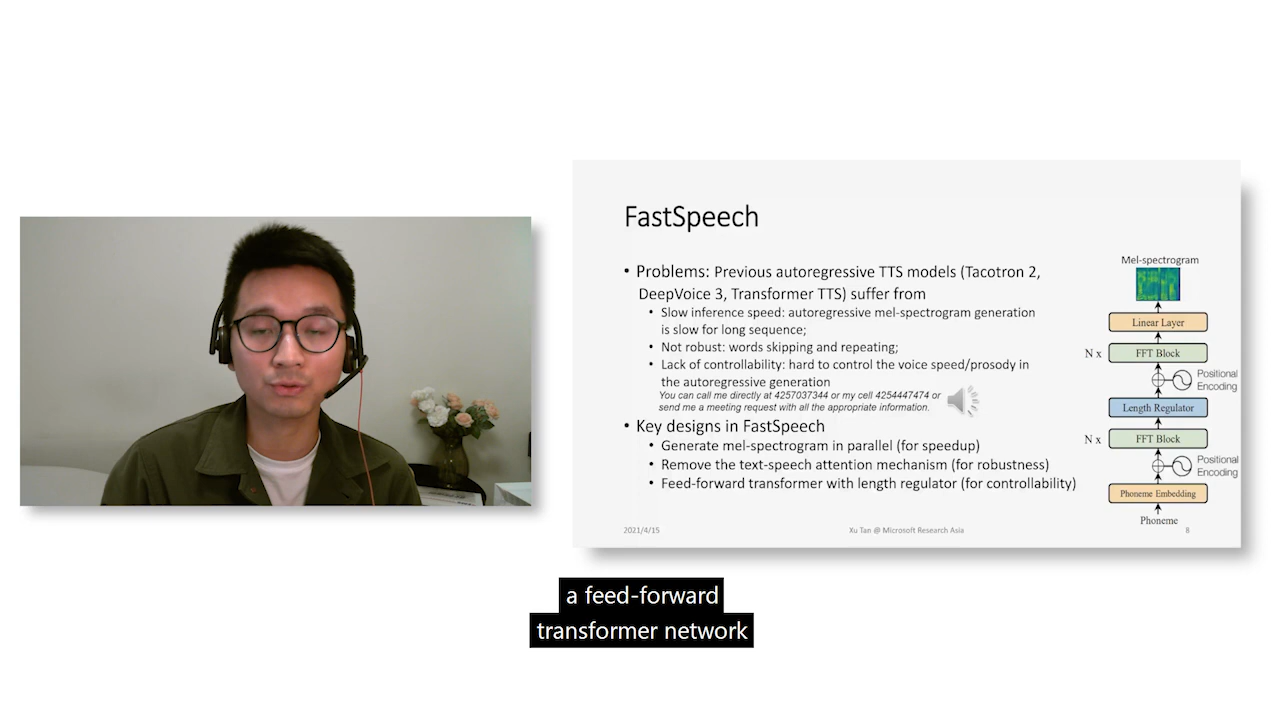 FastSpeech
• Problems: Previous autoregressive TTS models (Tacotron 2,
DeepVoice 3, Transformer TTS) suffer from
• Slow inference speed: autoregressive mel-spectrogram generation
is slow for long sequence;
• Not robust: words skipping and repeating;
• Lack of controllability: hard to control the voice speed/prosody in
the autoregressive generation
You can call me directly at 4257037344 or my cell 4254447474 or
send me a meeting request with all the appropriate information.
• Key designs in FastSpeech
• Generate mel-spectrogram in parallel (for speedup)
• Remove the text-speech attention mechanism (for robustness)
• Feed-forward transformer with length regulator (for controllability)
Mel-spectrogram
Linear Layer
N x
FFT Block
Positional
Encoding
Length Regulator
N x
FFT Block
Positional
Encoding
Phoneme Embedding
Phoneme
2021/4/15
Xu Tan @ Microsoft Research Asia
8
a feed-forward
transformer network